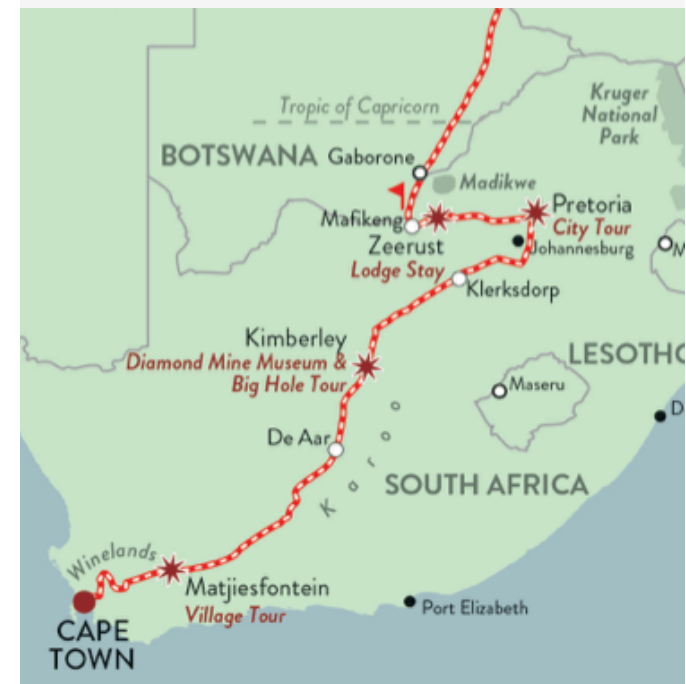 Tropic of Capricorn
Kruger
National
Park
BOTSWANA
Gaborone
Madikwe
Mafikeng
Zeerust
Lodge Stay
Pretoria
City Tour
Johannesburg
M
Klerksdorp
Kimberley
Diamond Mine Museum &
Big Hole Tour
LESOTHO
Maseru
D
De Aar
Karoo
SOUTH AFRICA
Winelands
Matjiesfontein
Village Tour
Port Elizabeth
CAPE
TOWN